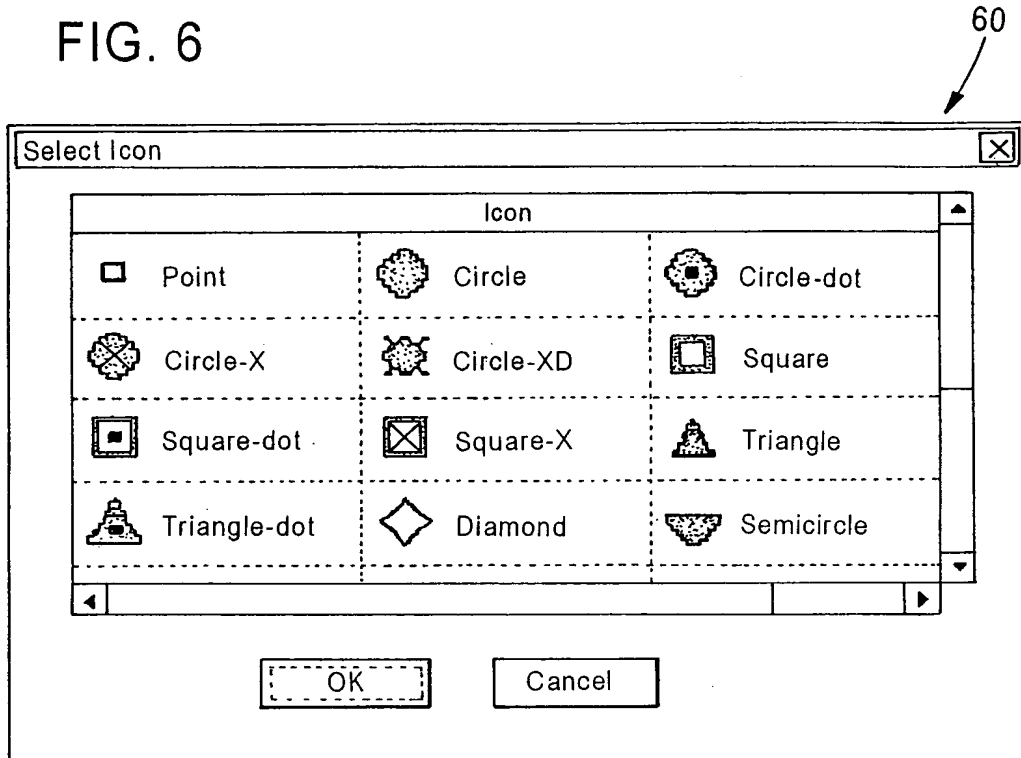 FIG. 6
60
Select Icon
Icon
Point Circle Circle-dot
Circle-X Circle-XD Square
Square-dot Square-X Triangle
Triangle-dot Diamond Semicircle
OK Cancel